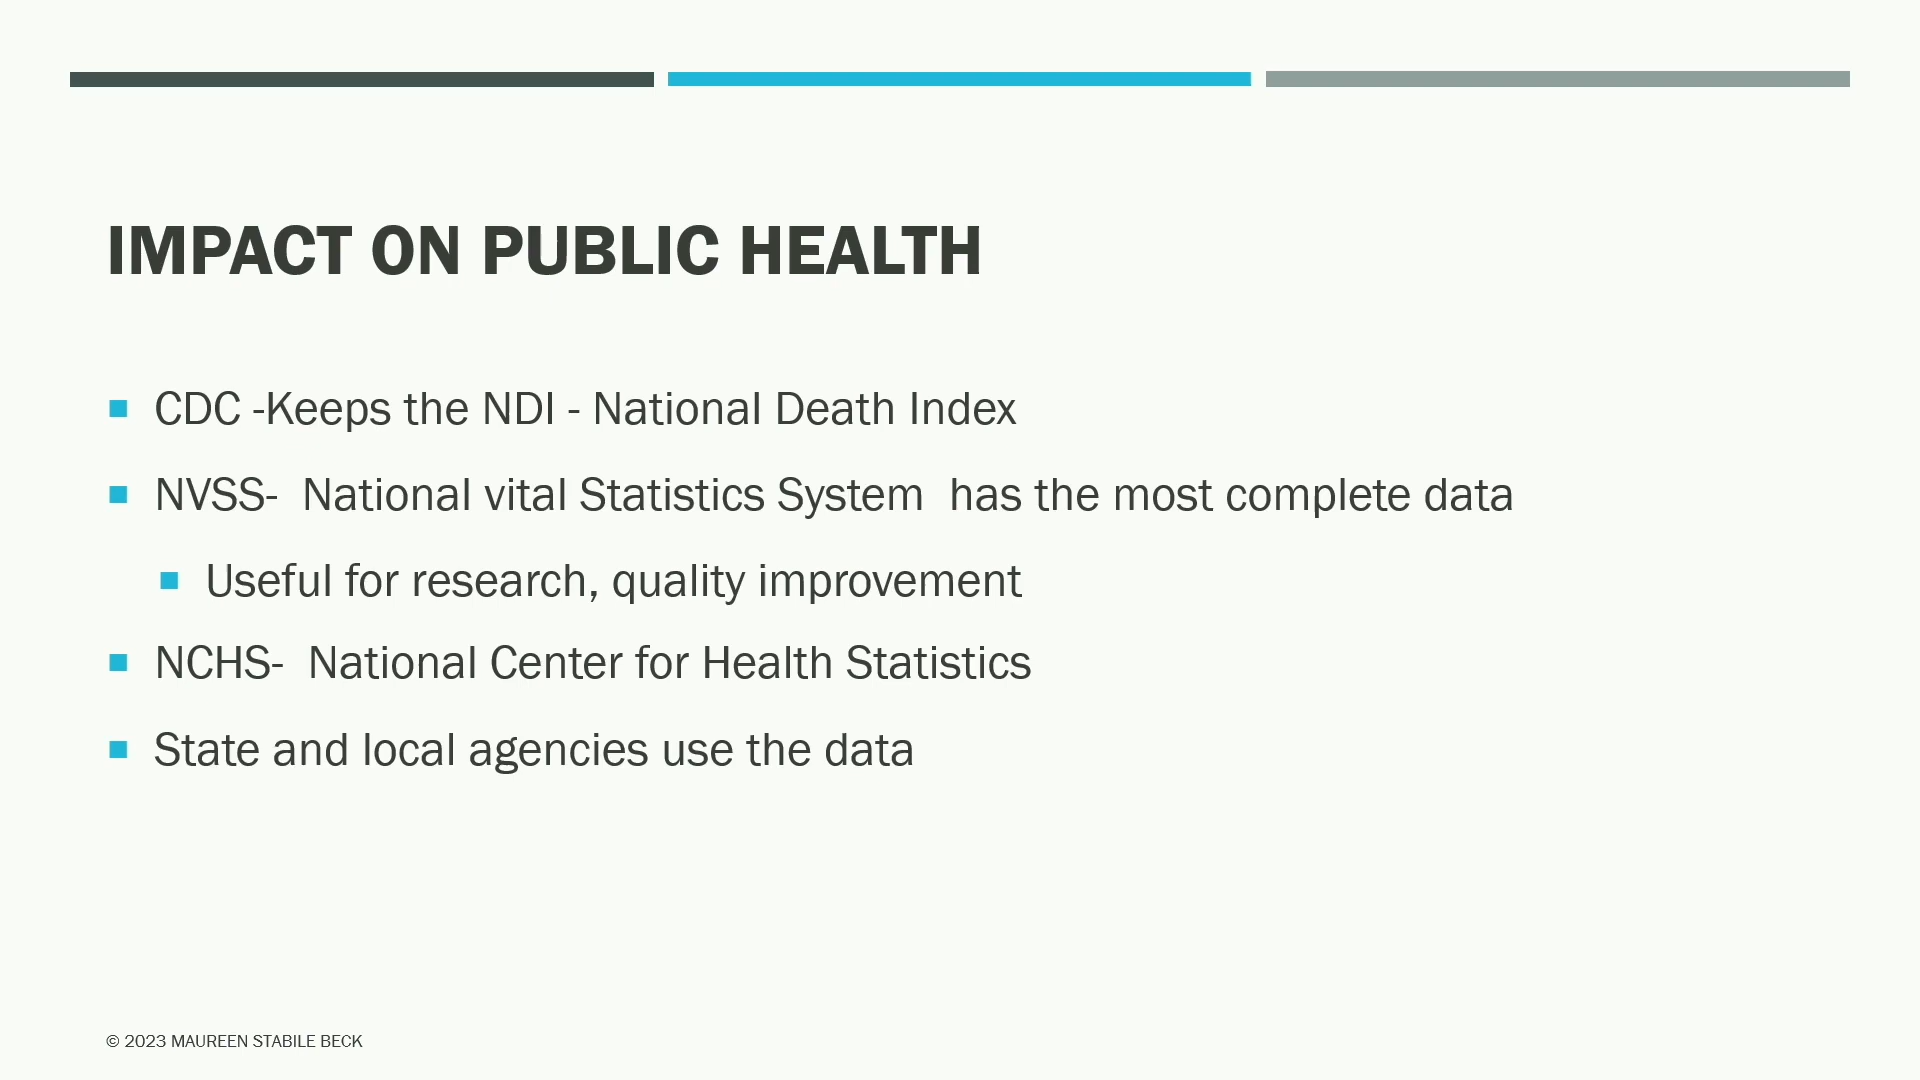 IMPACT ON PUBLIC HEALTH
CDC -Keeps the NDI - National Death Index
NVSS-  National vital Statistics System  has the most complete data
Useful for research, quality improvement
NCHS-  National Center for Health Statistics
State and local agencies use the data
© 2023 MAUREEN STABILE BECK